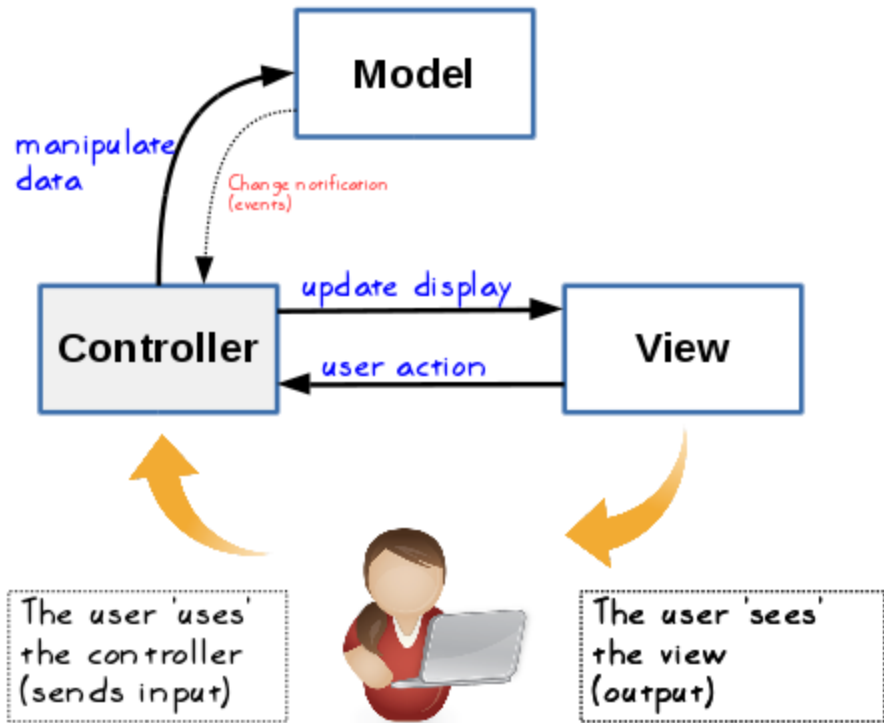 Model
manipulate
data
Change notification
(events)
Controller
update display
user action
View
The user 'uses'
the controller
(sends input)
The user 'sees'
the view
(output)